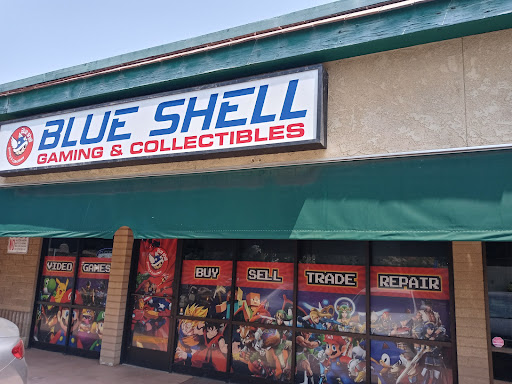 BLUE SHELL
GAMING & COLLECTIBLES
VIDEO GAMES
BUY SELL TRADE REPAIR